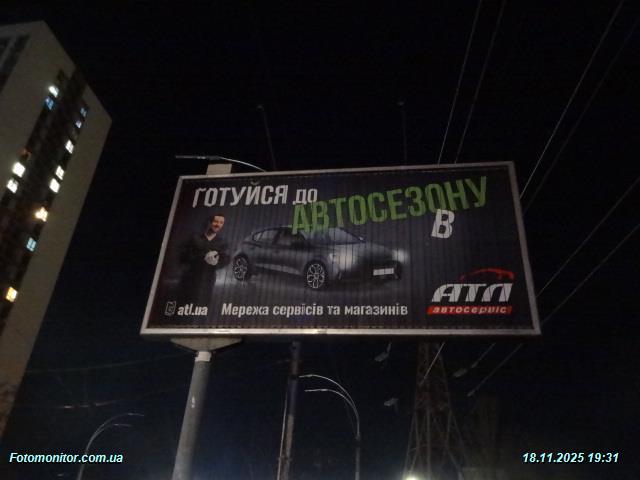 ГОТУЙСЯ ДО
АВТОСЕЗОНУ
В
АТЛ
автосервіс
atl.ua Мережа сервісів та магазинів
Fotomonitor.com.ua
18.11.2025 19:31